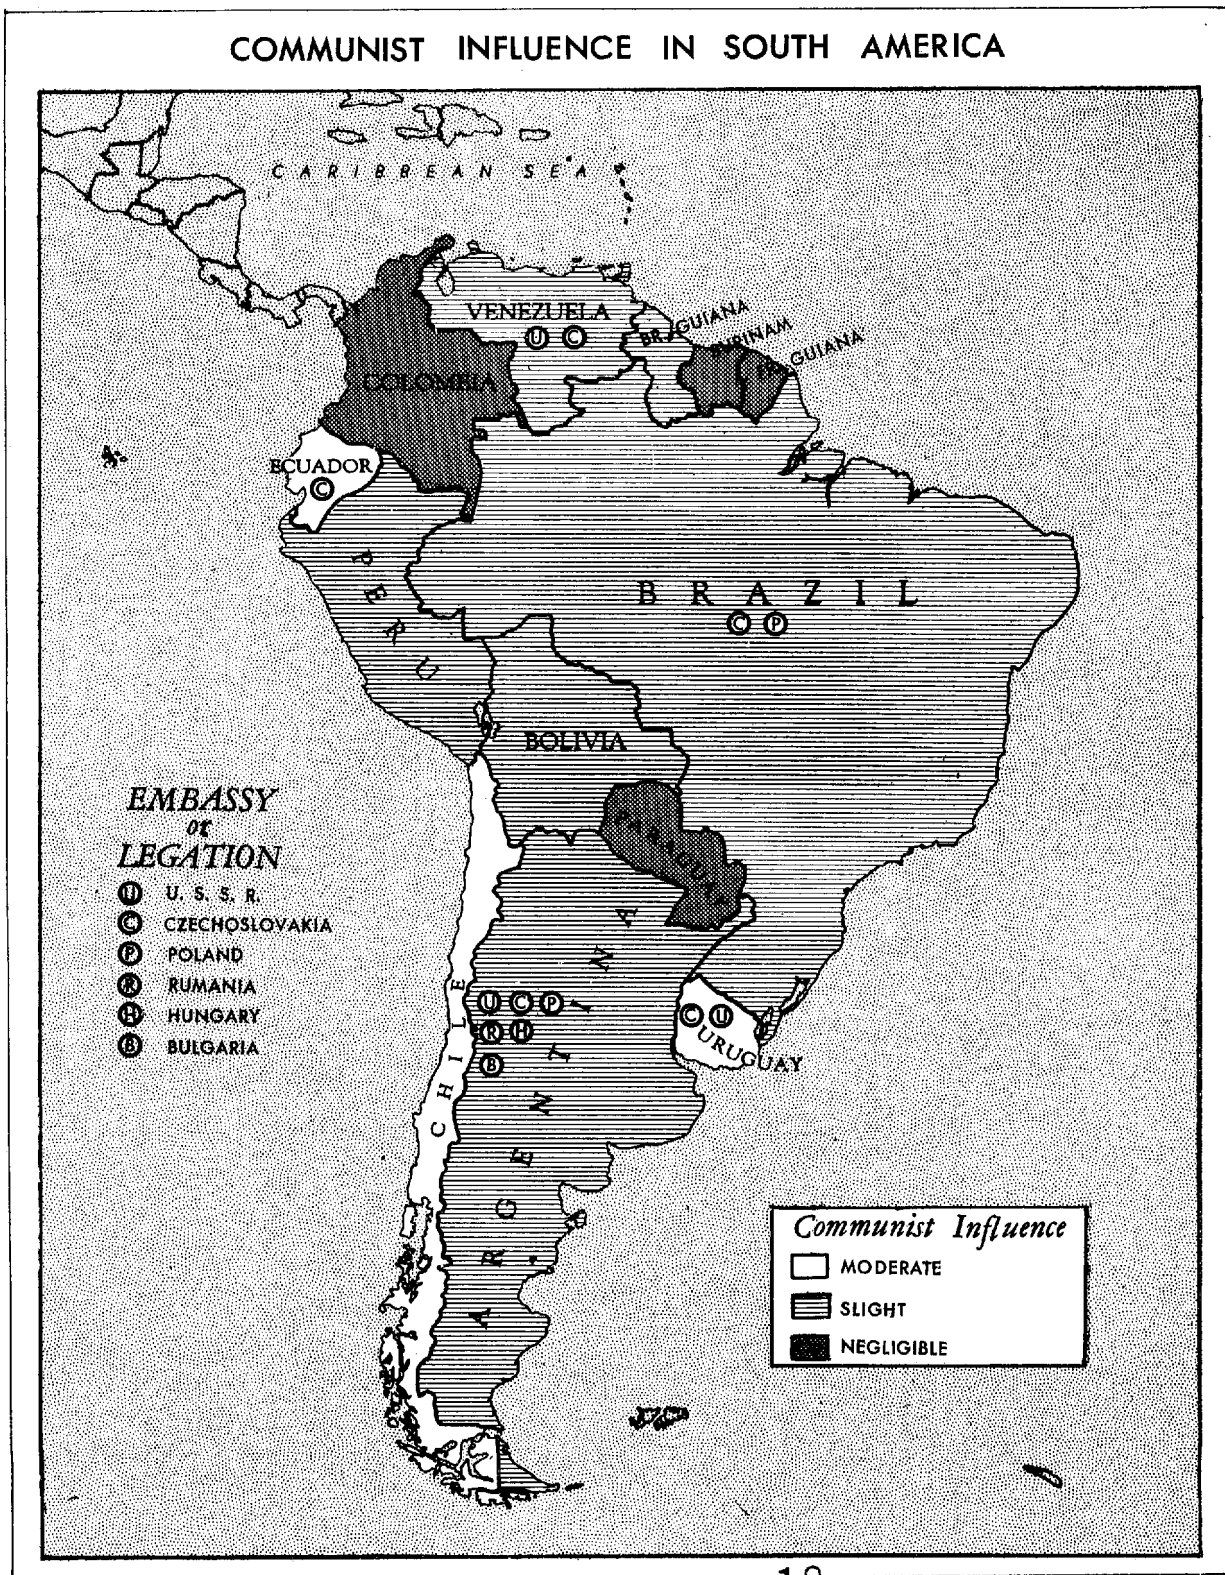 COMMUNIST INFLUENCE IN SOUTH AMERICA
CARIBBEAN SEA
VENEZUELA
U C
BR. GUIANA
SURINAM
FR. GUIANA
COLOMBIA
ECUADOR
C
PERU
BRAZIL
C P
BOLIVIA
PARAGUAY
EMBASSY
or
LEGATION
U U. S. S. R.
C CZECHOSLOVAKIA
P POLAND
R RUMANIA
H HUNGARY
B BULGARIA
CHILE
ARGENTINA
U C P
R H
B
C U
URUGUAY
Communist Influence
MODERATE
SLIGHT
NEGLIGIBLE